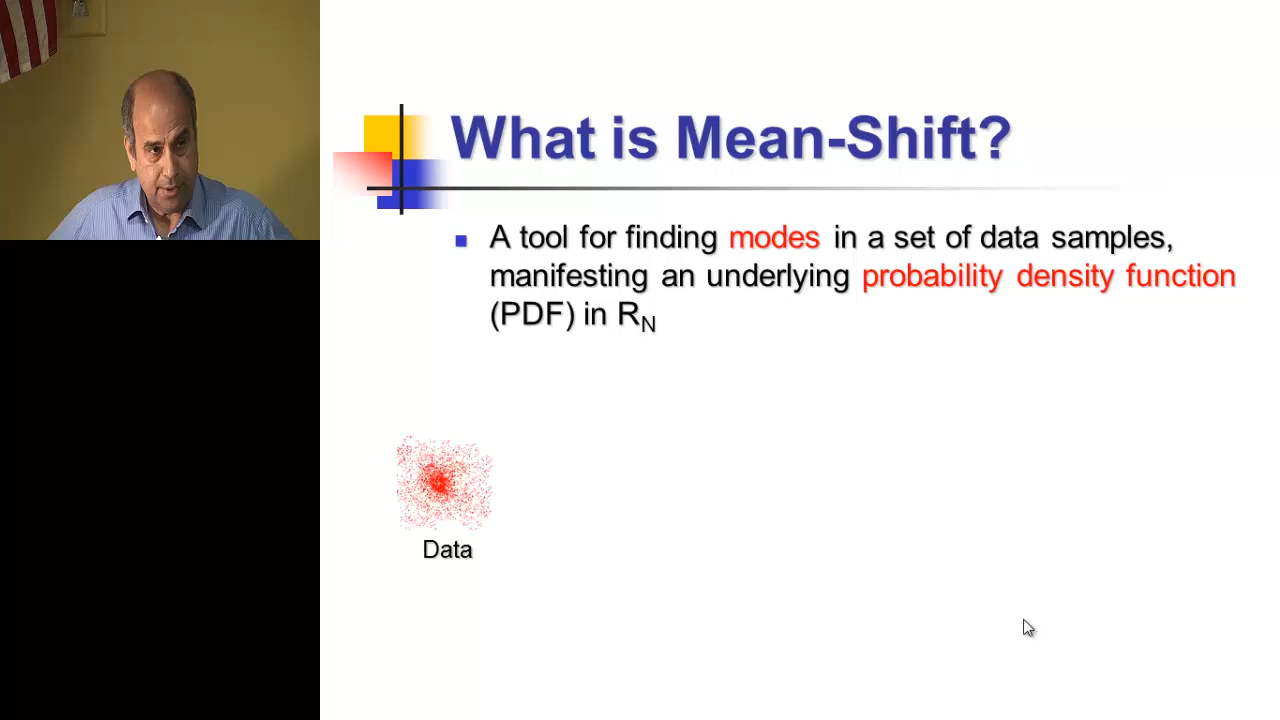 What is Mean-Shift?
A tool for finding modes in a set of data samples,
manifesting an underlying probability density function
(PDF) in R_N
Data